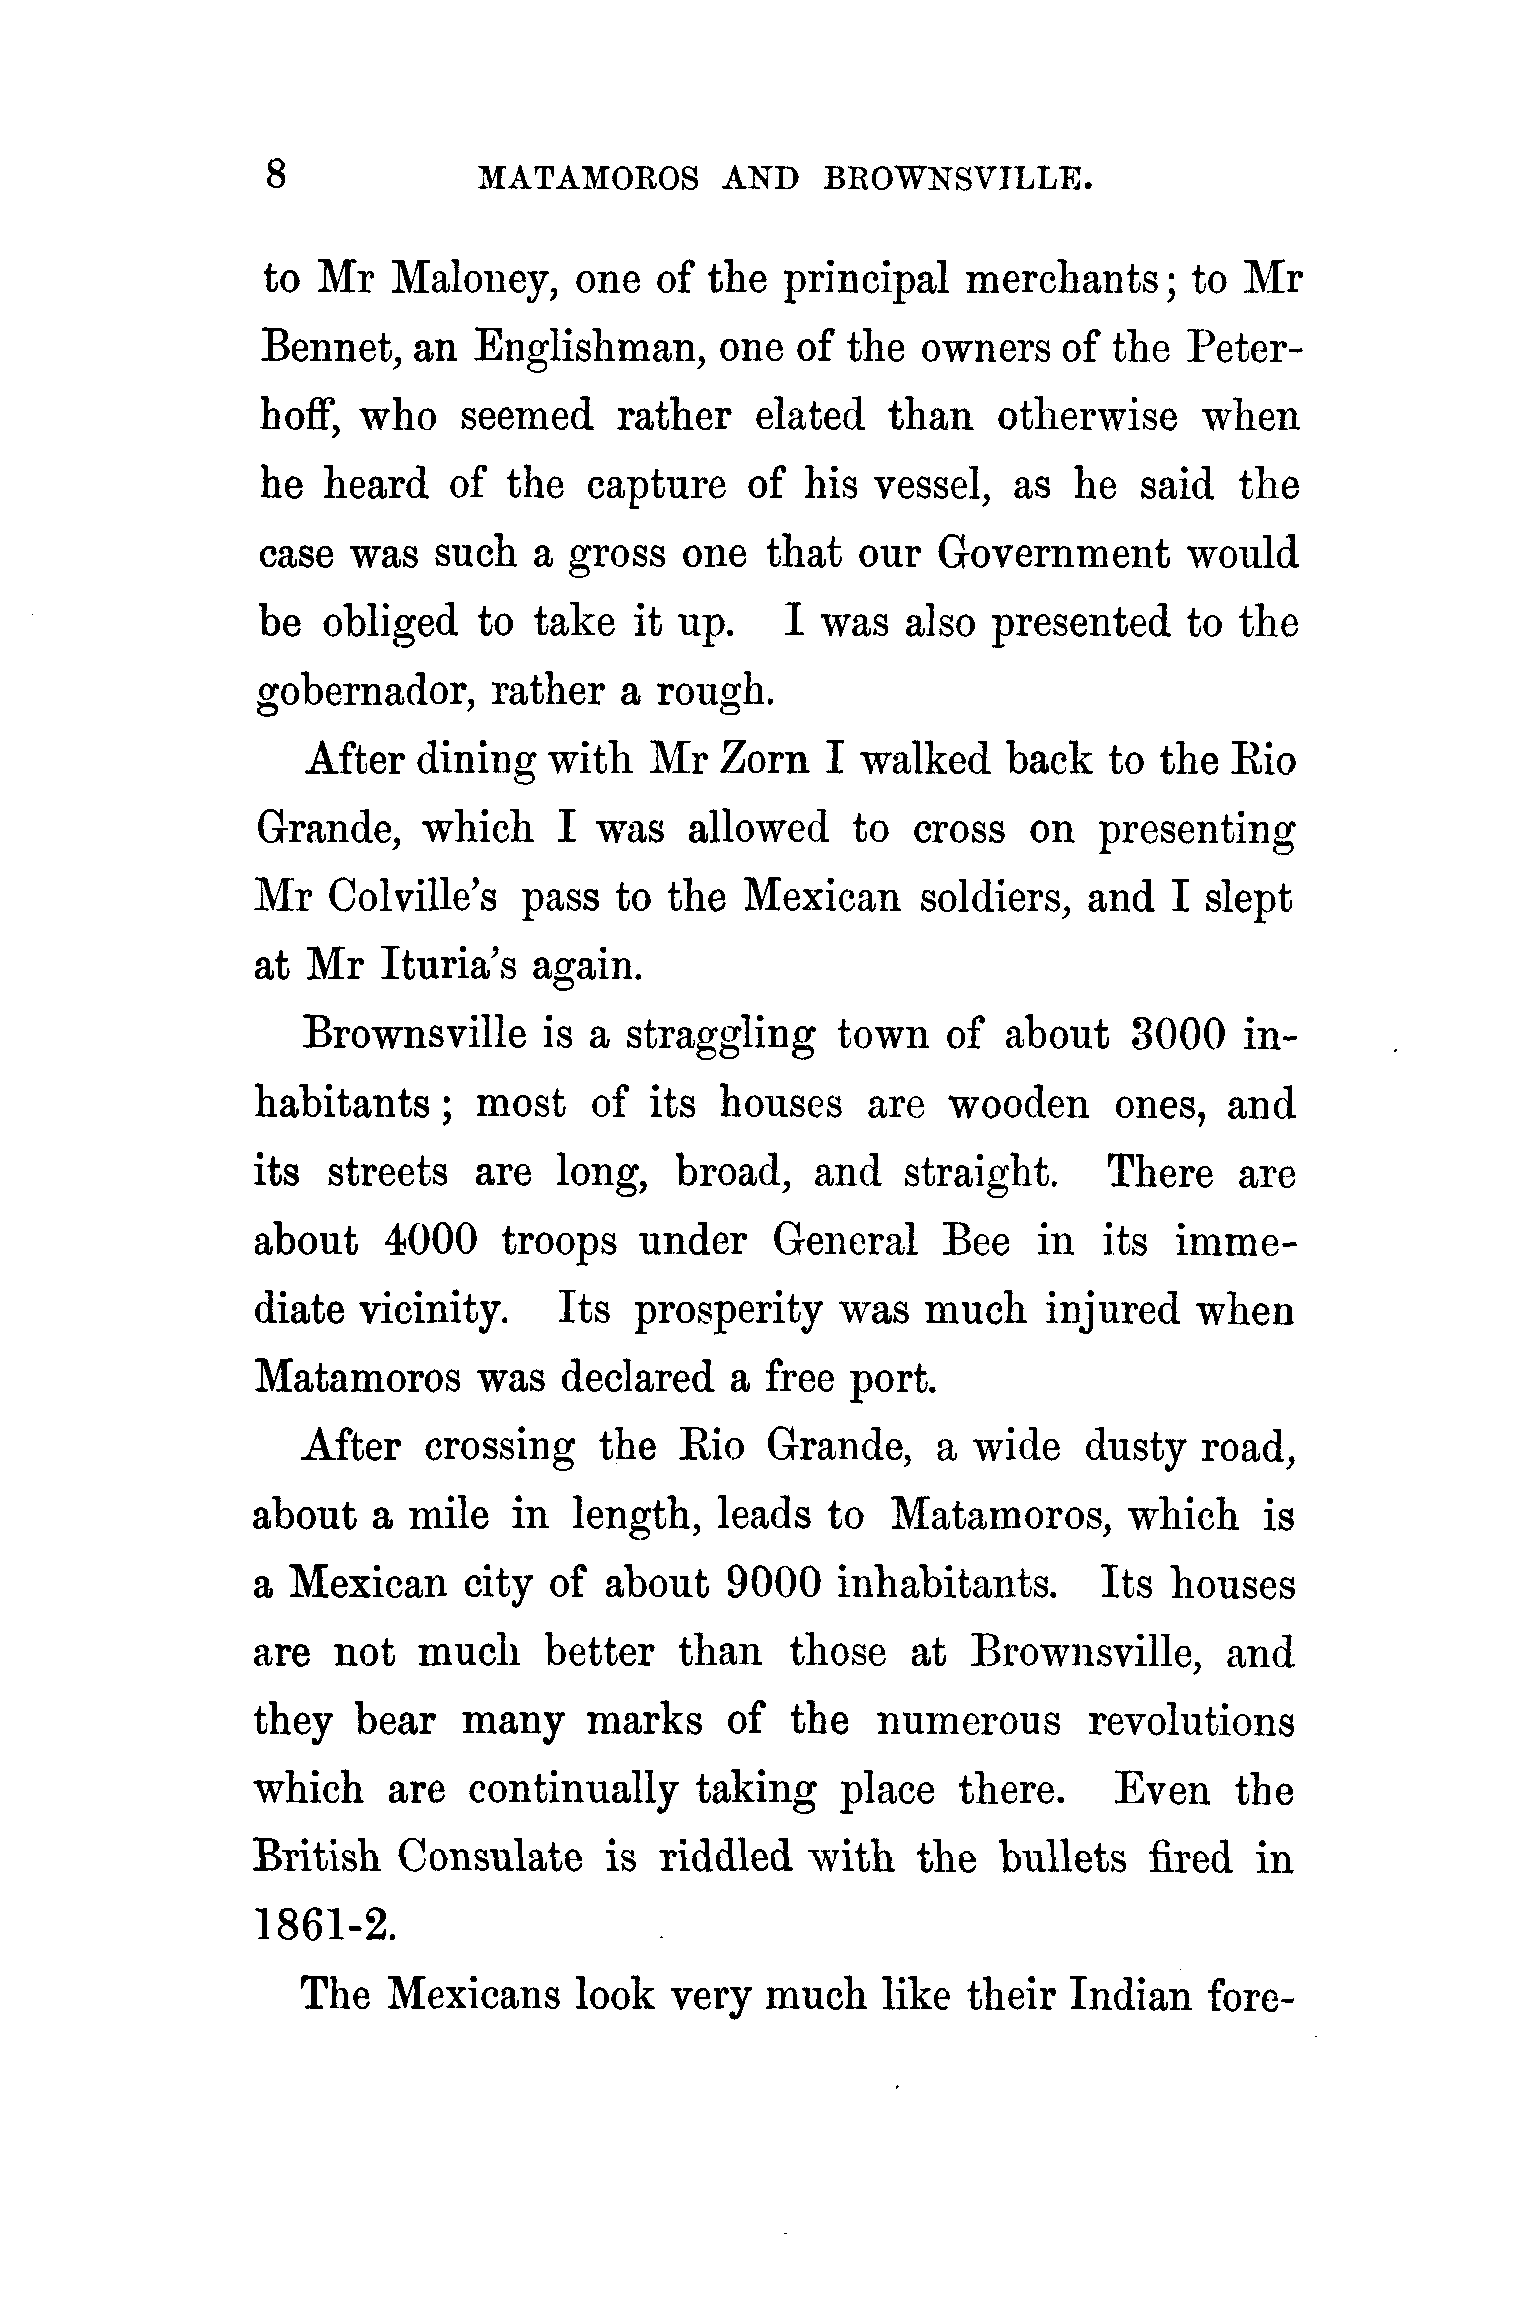 8 MATAMOROS AND BROWNSVILLE.
to Mr Maloney, one of the principal merchants; to Mr
Bennet, an Englishman, one of the owners of the Peter-
hoff, who seemed rather elated than otherwise when
he heard of the capture of his vessel, as he said the
case was such a gross one that our Government would
be obliged to take it up. I was also presented to the
gobernador, rather a rough.
After dining with Mr Zorn I walked back to the Rio
Grande, which I was allowed to cross on presenting
Mr Colville's pass to the Mexican soldiers, and I slept
at Mr Ituria's again.
Brownsville is a straggling town of about 3000 in-
habitants; most of its houses are wooden ones, and
its streets are long, broad, and straight. There are
about 4000 troops under General Bee in its imme-
diate vicinity. Its prosperity was much injured when
Matamoros was declared a free port.
After crossing the Rio Grande, a wide dusty road,
about a mile in length, leads to Matamoros, which is
a Mexican city of about 9000 inhabitants. Its houses
are not much better than those at Brownsville, and
they bear many marks of the numerous revolutions
which are continually taking place there. Even the
British Consulate is riddled with the bullets fired in
1861-2.
The Mexicans look very much like their Indian fore-